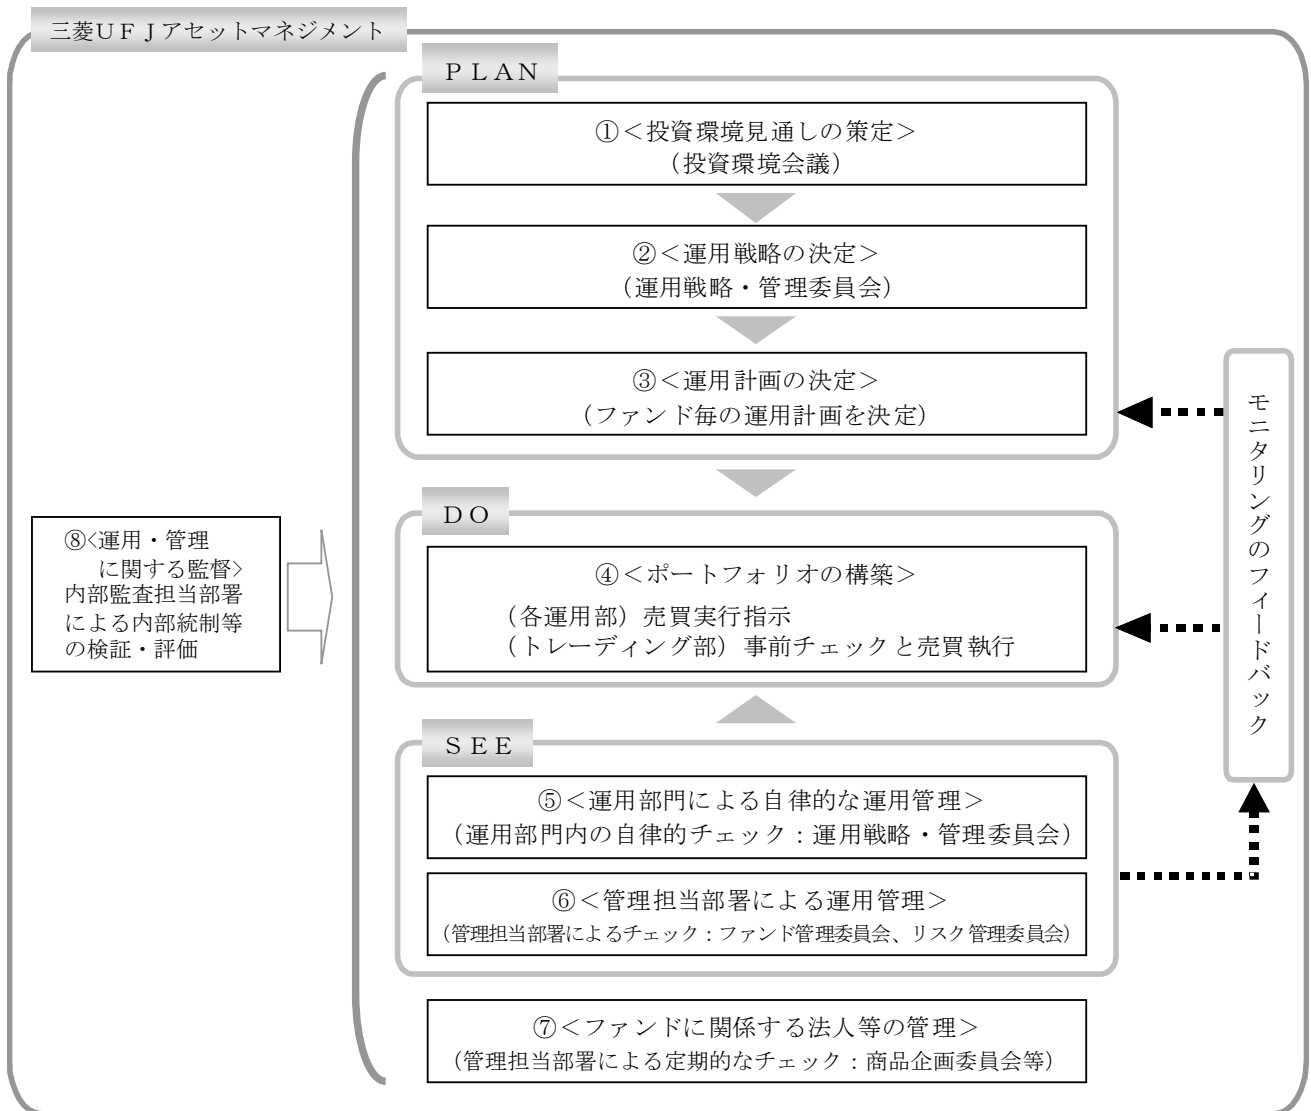 三菱ＵＦＪアセットマネジメント
ＰＬＡＮ
①＜投資環境見通しの策定＞
（投資環境会議）
②＜運用戦略の決定＞
（運用戦略・管理委員会）
③＜運用計画の決定＞
（ファンド毎の運用計画を決定）
ＤＯ
④＜ポートフォリオの構築＞
（各運用部）売買実行指示
（トレーディング部）事前チェックと売買執行
ＳＥＥ
⑤＜運用部門による自律的な運用管理＞
（運用部門内の自律的チェック：運用戦略・管理委員会）
⑥＜管理担当部署による運用管理＞
（管理担当部署によるチェック：ファンド管理委員会、リスク管理委員会）
⑦＜ファンドに関係する法人等の管理＞
（管理担当部署による定期的なチェック：商品企画委員会等）
⑧<運用・管理
に関する監督>
内部監査担当部署
による内部統制等
の検証・評価
モニタリングのフィードバック